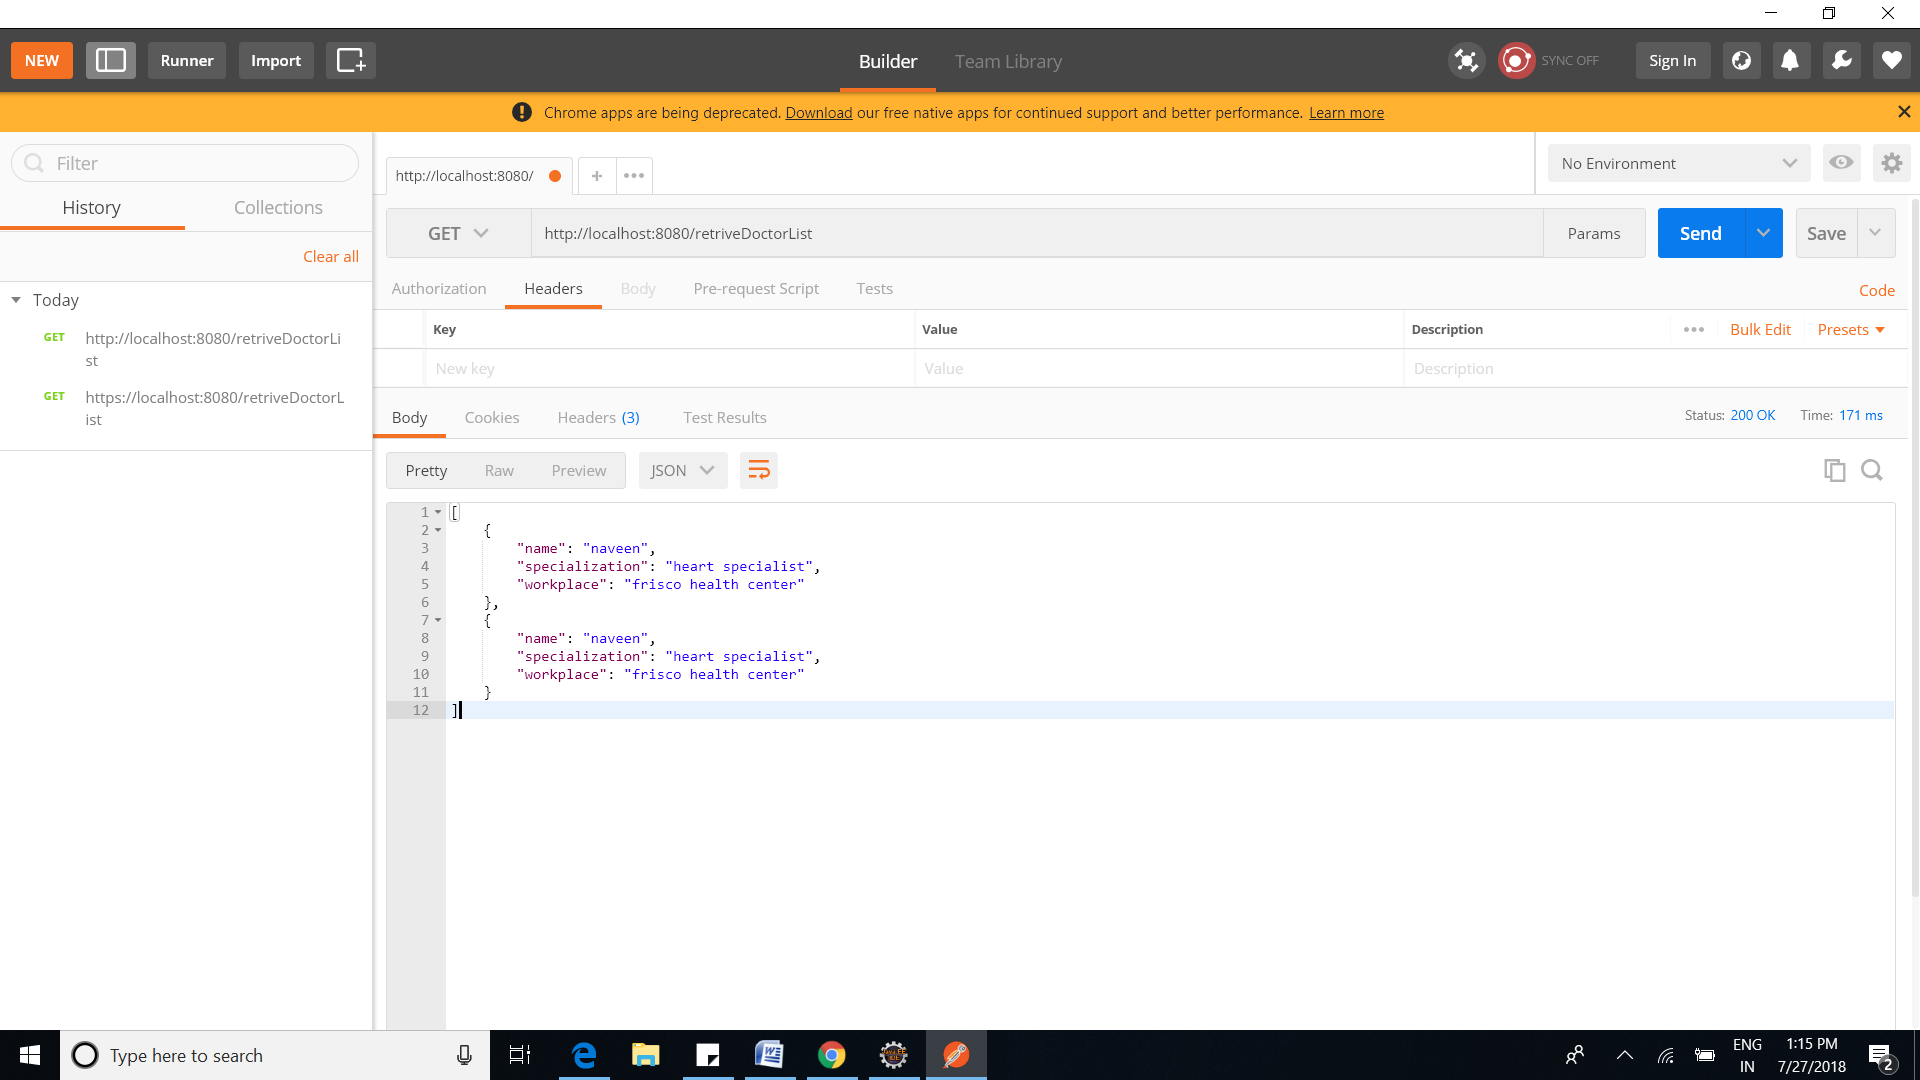 NEW
Runner
Import
Builder
Team Library
SYNC OFF
Sign In
Chrome apps are being deprecated. Download our free native apps for continued support and better performance. Learn more
Filter
History
Collections
Clear all
Today
GET http://localhost:8080/retriveDoctorLi
st
GET https://localhost:8080/retriveDoctorL
ist
http://localhost:8080/
No Environment
GET
http://localhost:8080/retriveDoctorList
Params
Send
Save
Authorization
Headers
Body
Pre-request Script
Tests
Code
Key
Value
Description
Bulk Edit
Presets
New key
Value
Description
Body
Cookies
Headers (3)
Test Results
Status: 200 OK
Time: 171 ms
Pretty
Raw
Preview
JSON
1 [
2 {
3 "name": "naveen",
4 "specialization": "heart specialist",
5 "workplace": "frisco health center"
6 },
7 {
8 "name": "naveen",
9 "specialization": "heart specialist",
10 "workplace": "frisco health center"
11 }
12 ]
Type here to search
ENG
IN
1:15 PM
7/27/2018
2